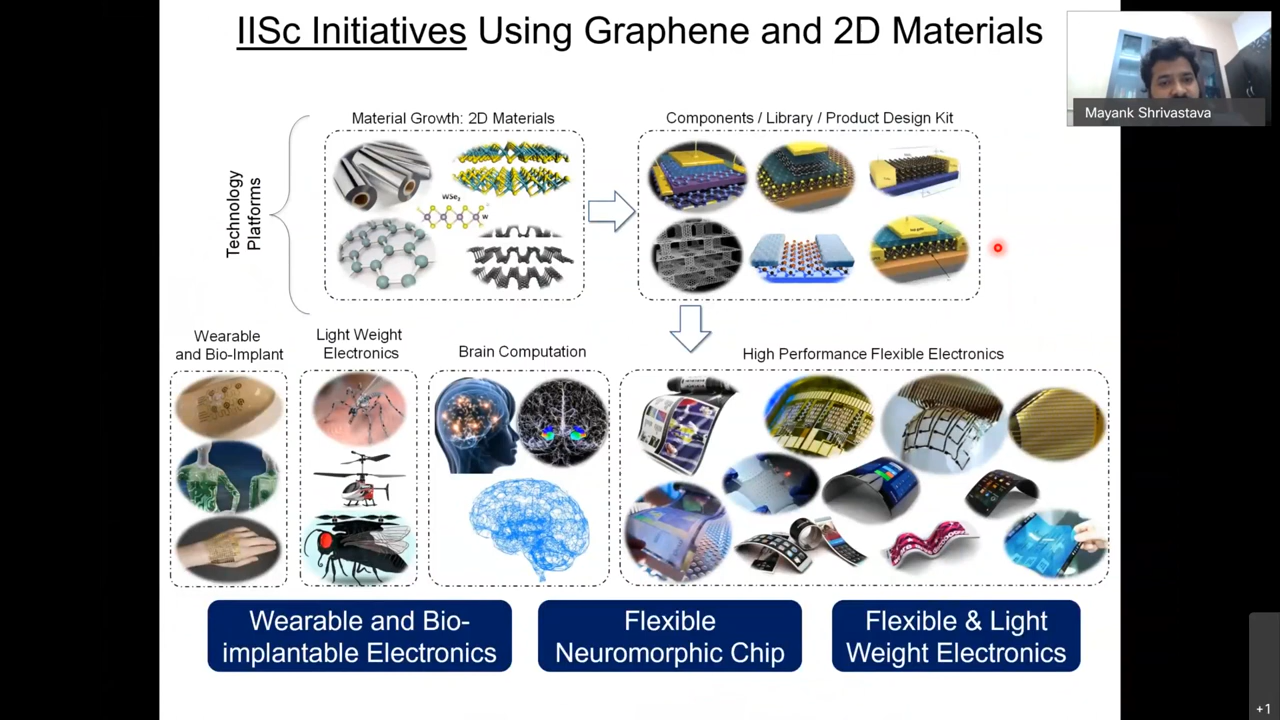 IISc Initiatives Using Graphene and 2D Materials
Mayank Shrivastava
Material Growth: 2D Materials
Components / Library / Product Design Kit
Technology
Platforms
WSe2
W
Wearable
and Bio-Implant
Light Weight
Electronics
Brain Computation
High Performance Flexible Electronics
Wearable and Bio-
implantable Electronics
Flexible
Neuromorphic Chip
Flexible & Light
Weight Electronics
+1